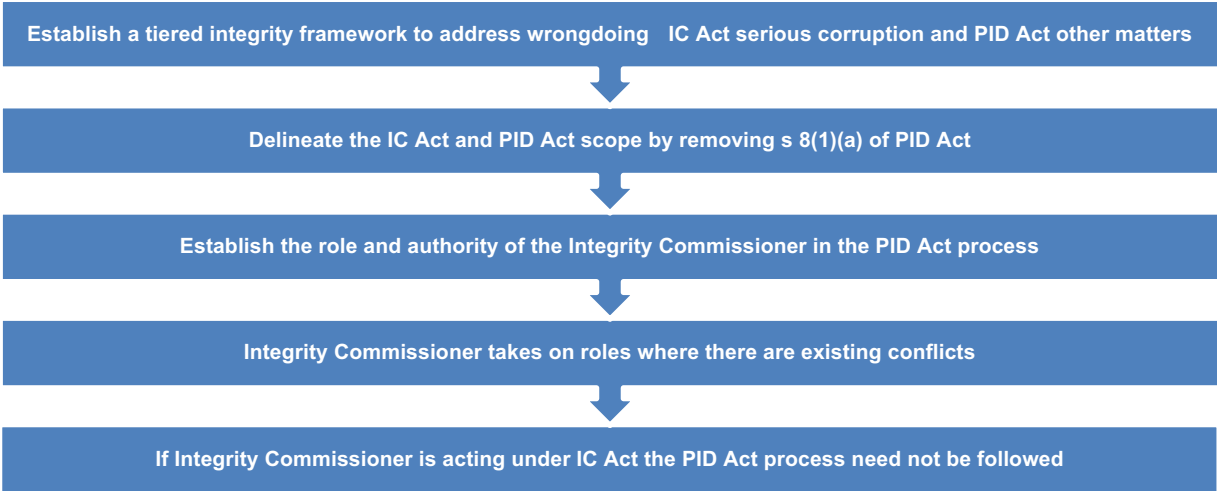 Establish a tiered integrity framework to address wrongdoing   IC Act serious corruption and PID Act other matters
Delineate the IC Act and PID Act scope by removing s 8(1)(a) of PID Act
Establish the role and authority of the Integrity Commissioner in the PID Act process
Integrity Commissioner takes on roles where there are existing conflicts
If Integrity Commissioner is acting under IC Act the PID Act process need not be followed